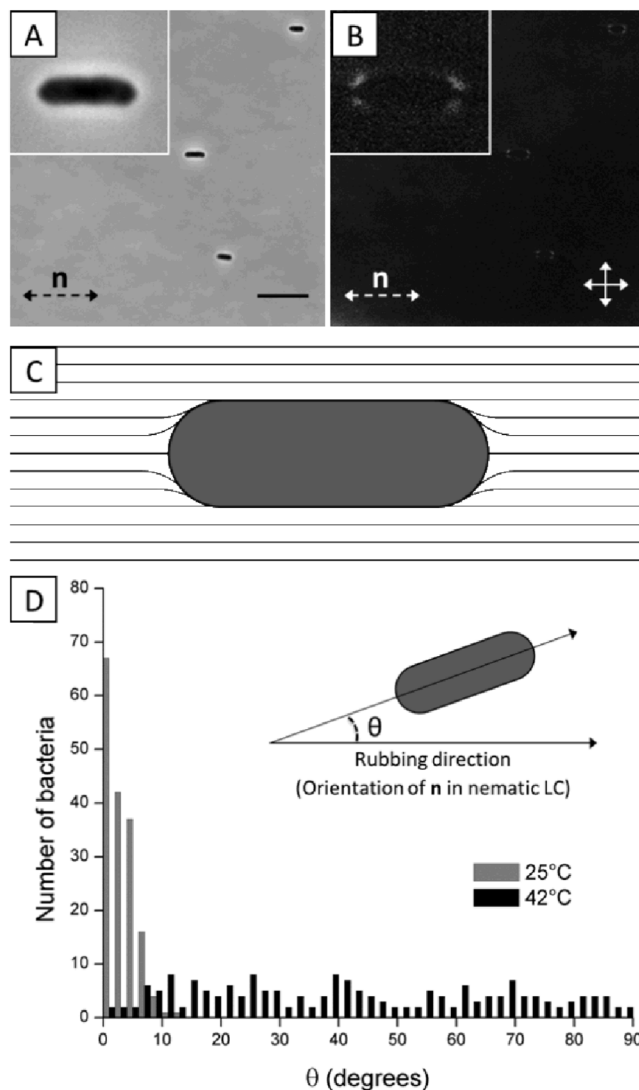 A
B
n
n
C
D
80
70
60
50
40
30
20
10
0
Number of bacteria
θ
Rubbing direction
(Orientation of n in nematic LC)
25°C
42°C
0 10 20 30 40 50 60 70 80 90
θ (degrees)